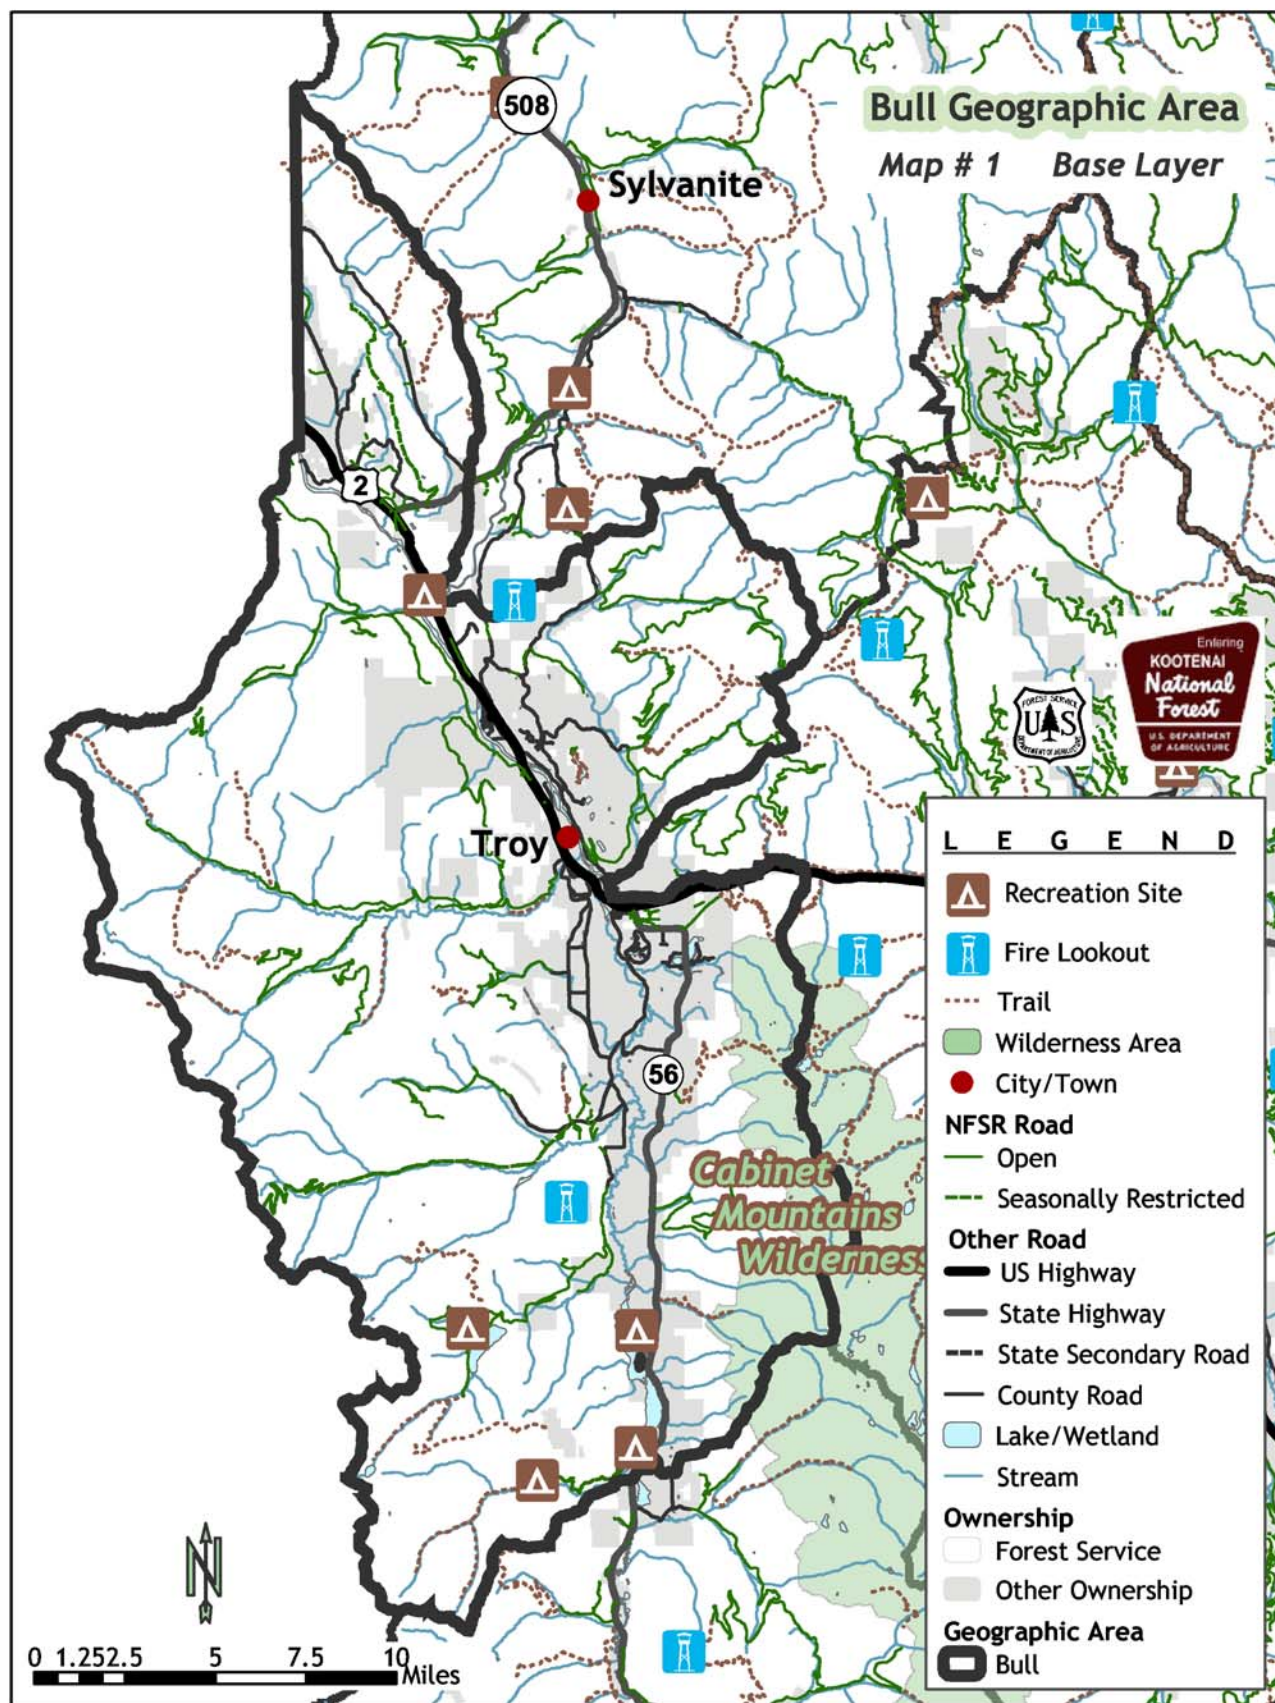 508
Bull Geographic Area
Map # 1 Base Layer
Sylvanite
2
Entering
KOOTENAI
National
Forest
U.S. DEPARTMENT
OF AGRICULTURE
FOREST SERVICE
U S
DEPARTMENT OF AGRICULTURE
Troy
56
Cabinet
Mountains
Wilderness
L E G E N D
Recreation Site
Fire Lookout
Trail
Wilderness Area
City/Town
NFSR Road
Open
Seasonally Restricted
Other Road
US Highway
State Highway
State Secondary Road
County Road
Lake/Wetland
Stream
Ownership
Forest Service
Other Ownership
Geographic Area
Bull
N
0 1.25 2.5 5 7.5 10
Miles